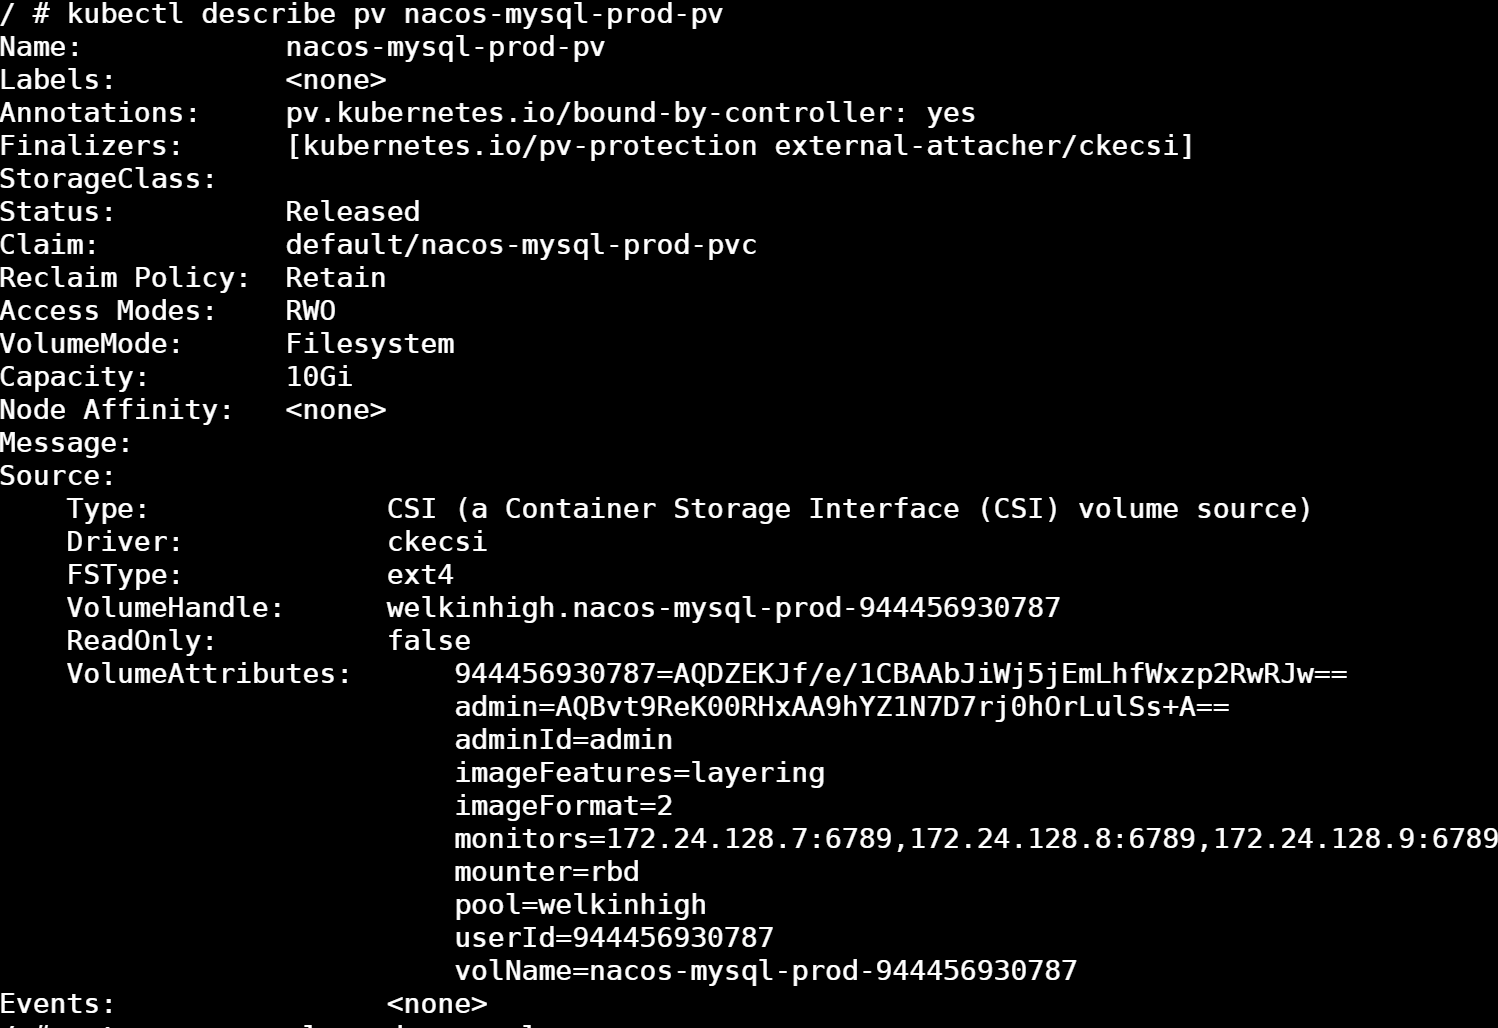 / # kubectl describe pv nacos-mysql-prod-pv
Name:            nacos-mysql-prod-pv
Labels:          <none>
Annotations:     pv.kubernetes.io/bound-by-controller: yes
Finalizers:      [kubernetes.io/pv-protection external-attacher/ckecsi]
StorageClass:
Status:          Released
Claim:           default/nacos-mysql-prod-pvc
Reclaim Policy:  Retain
Access Modes:    RWO
VolumeMode:      Filesystem
Capacity:        10Gi
Node Affinity:   <none>
Message:
Source:
    Type:              CSI (a Container Storage Interface (CSI) volume source)
    Driver:            ckecsi
    FSType:            ext4
    VolumeHandle:      welkinhigh.nacos-mysql-prod-944456930787
    ReadOnly:          false
    VolumeAttributes:      944456930787=AQDZEKJf/e/1CBAAbJiWj5jEmLhfWxzp2RwRJw==
                           admin=AQBvt9ReK00RHxAA9hYZ1N7D7rj0hOrLulSs+A==
                           adminId=admin
                           imageFeatures=layering
                           imageFormat=2
                           monitors=172.24.128.7:6789,172.24.128.8:6789,172.24.128.9:6789
                           mounter=rbd
                           pool=welkinhigh
                           userId=944456930787
                           volName=nacos-mysql-prod-944456930787
Events:                <none>